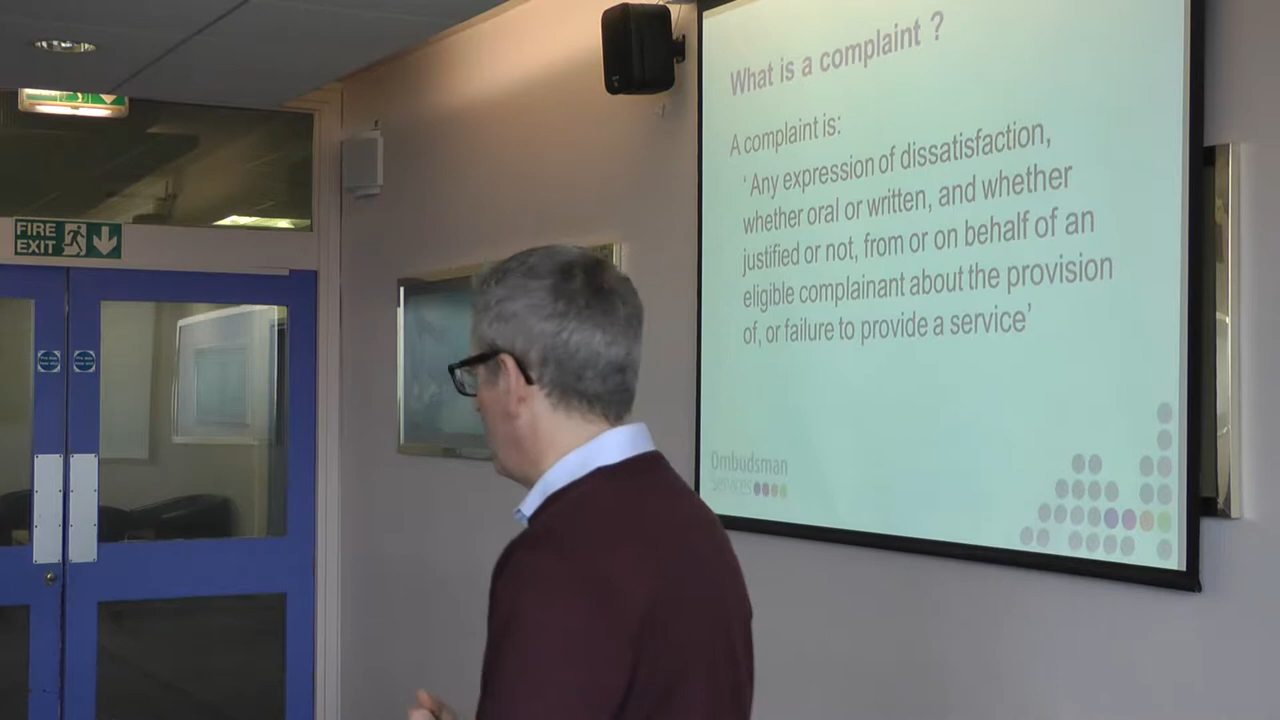 What is a complaint ?
A complaint is:
‘ Any expression of dissatisfaction,
whether oral or written, and whether
justified or not, from or on behalf of an
eligible complainant about the provision
of, or failure to provide a service’
Ombudsman
Services
FIRE
EXIT